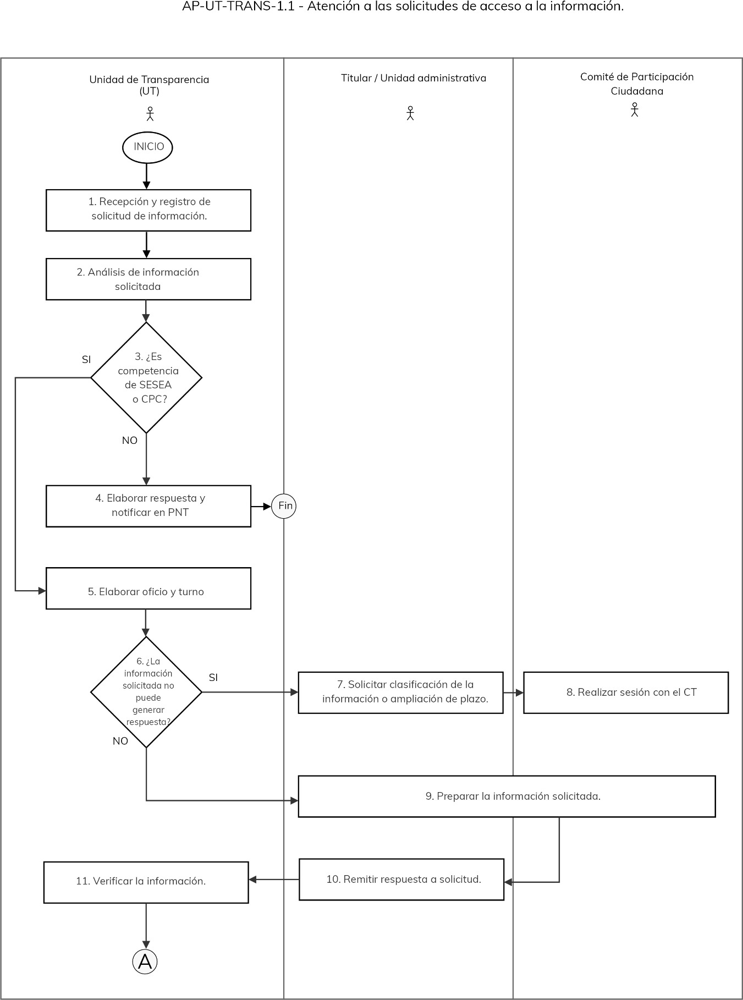 AP-UT-TRANS-1.1 - Atención a las solicitudes de acceso a la información.
Unidad de Transparencia
(UT)
Titular / Unidad administrativa
Comité de Participación
Ciudadana
INICIO
1. Recepción y registro de
solicitud de información.
2. Análisis de información
solicitada
3. ¿Es
competencia
de SESEA
o CPC?
SI
NO
4. Elaborar respuesta y
notificar en PNT
Fin
5. Elaborar oficio y turno
6. ¿La
información
solicitada no
puede
generar
respuesta?
SI
NO
7. Solicitar clasificación de la
información o ampliación de plazo.
8. Realizar sesión con el CT
9. Preparar la información solicitada.
10. Remitir respuesta a solicitud.
11. Verificar la información.
A